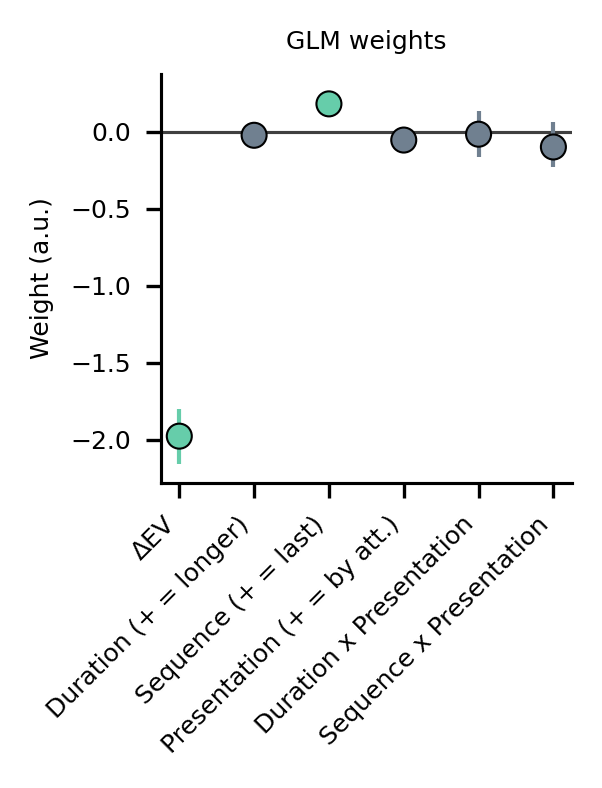 GLM weights
Weight (a.u.)
0.0
−0.5
−1.0
−1.5
−2.0
ΔEV
Duration (+ = longer)
Sequence (+ = last)
Presentation (+ = by att.)
Duration x Presentation
Sequence x Presentation